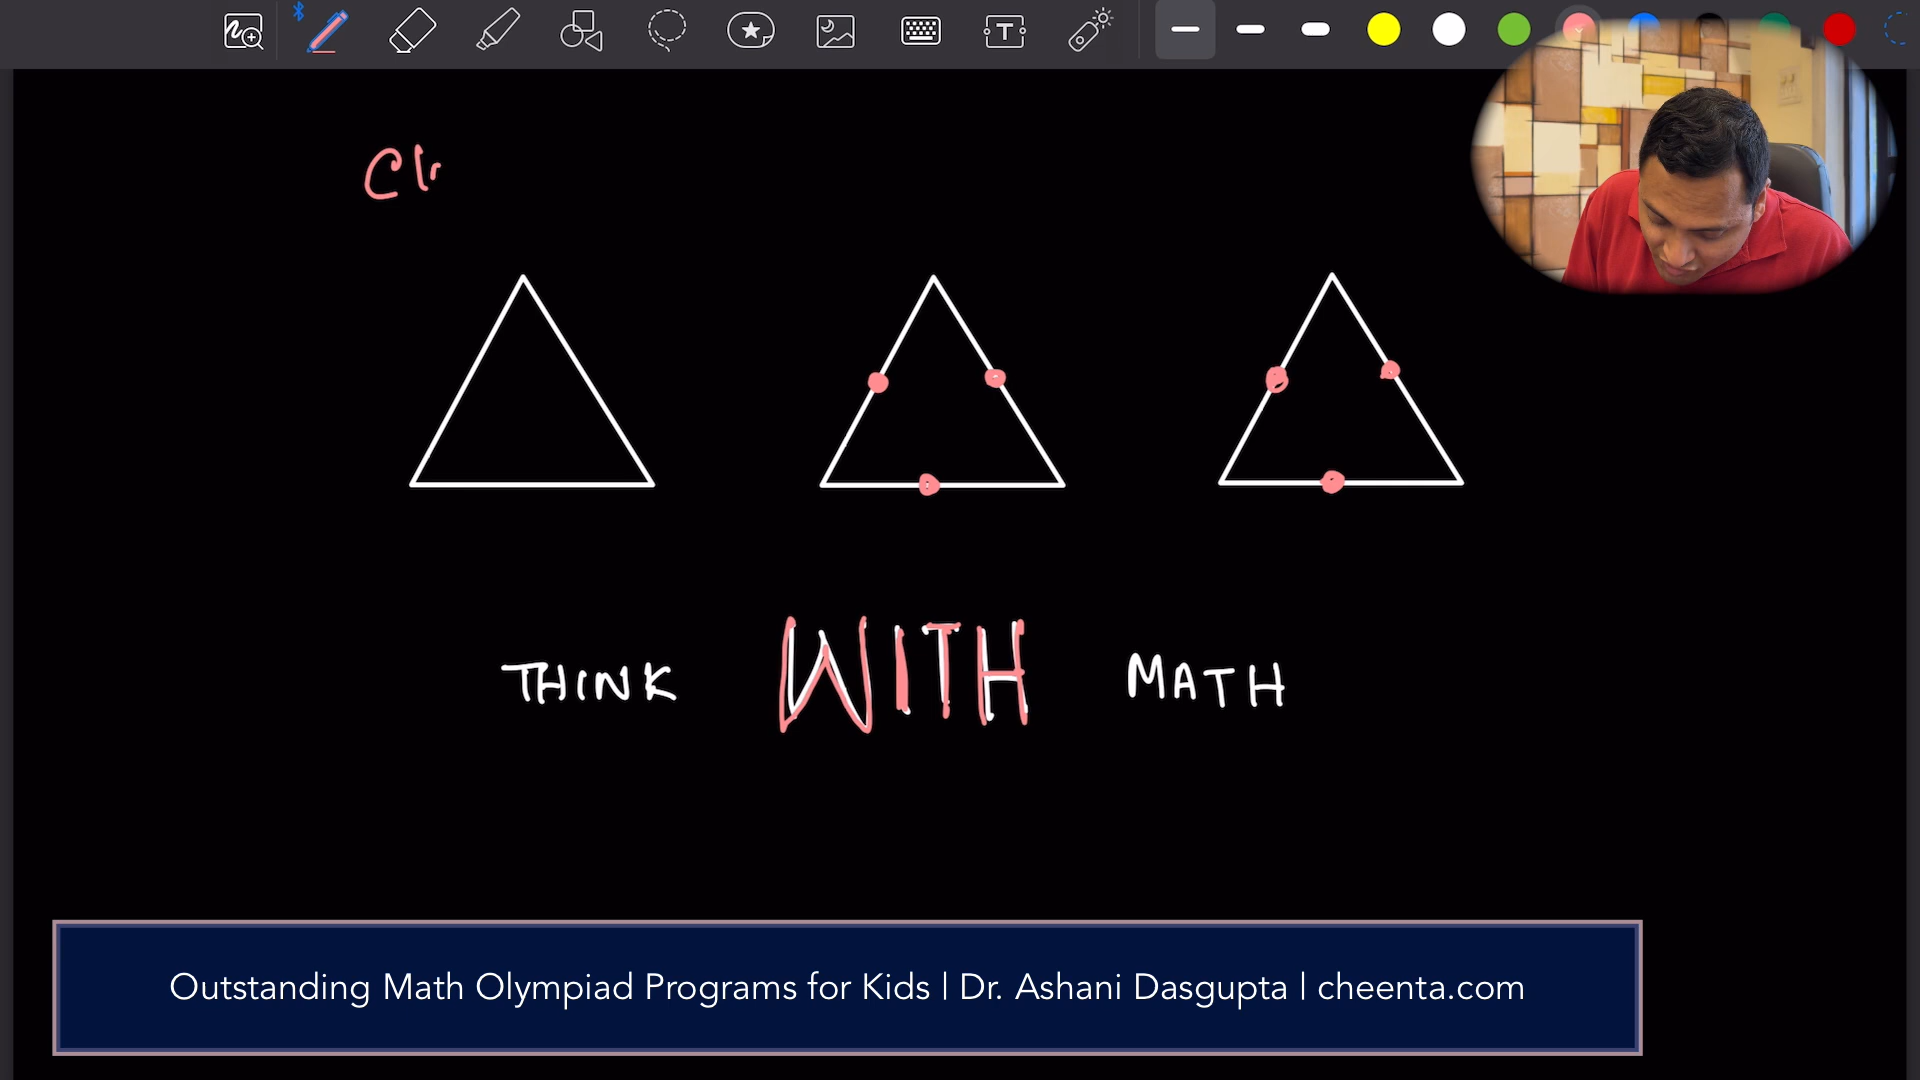 THINK WITH MATH
Outstanding Math Olympiad Programs for Kids | Dr. Ashani Dasgupta | cheenta.com